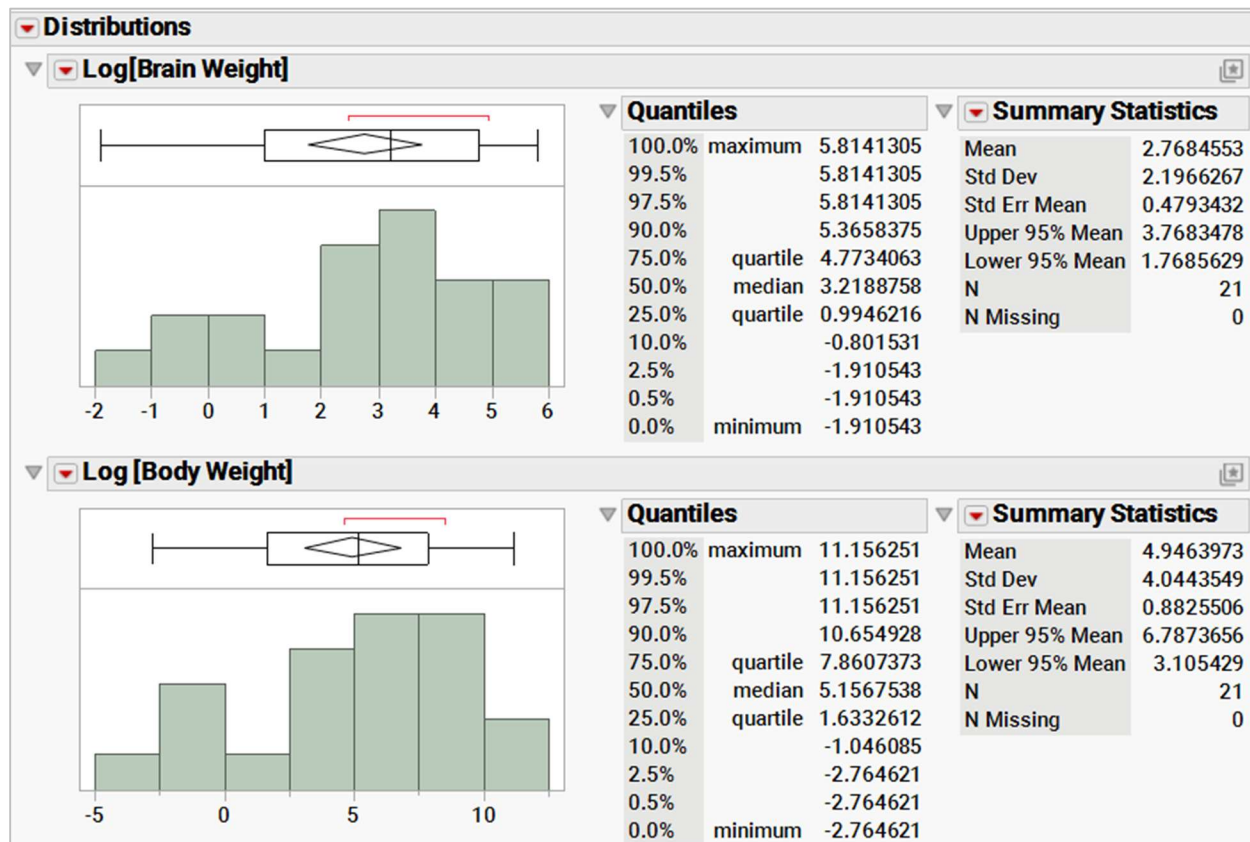 Distributions
Log[Brain Weight]
Quantiles
100.0% maximum 5.8141305
99.5% 5.8141305
97.5% 5.8141305
90.0% 5.3658375
75.0% quartile 4.7734063
50.0% median 3.2188758
25.0% quartile 0.9946216
10.0% -0.801531
2.5% -1.910543
0.5% -1.910543
0.0% minimum -1.910543
Summary Statistics
Mean 2.7684553
Std Dev 2.1966267
Std Err Mean 0.4793432
Upper 95% Mean 3.7683478
Lower 95% Mean 1.7685629
N 21
N Missing 0
-2 -1 0 1 2 3 4 5 6
Log [Body Weight]
Quantiles
100.0% maximum 11.156251
99.5% 11.156251
97.5% 11.156251
90.0% 10.654928
75.0% quartile 7.8607373
50.0% median 5.1567538
25.0% quartile 1.6332612
10.0% -1.046085
2.5% -2.764621
0.5% -2.764621
0.0% minimum -2.764621
Summary Statistics
Mean 4.9463973
Std Dev 4.0443549
Std Err Mean 0.8825506
Upper 95% Mean 6.7873656
Lower 95% Mean 3.105429
N 21
N Missing 0
-5 0 5 10